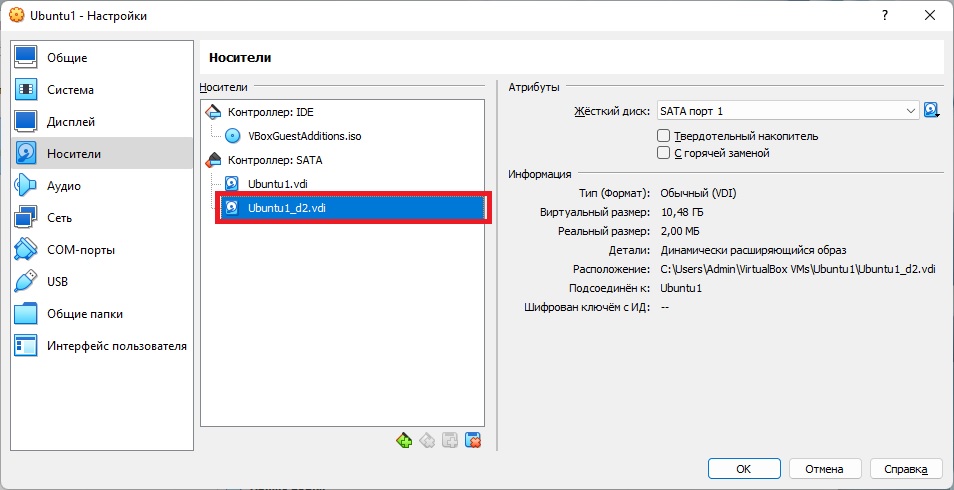 Ubuntu1 - Настройки
?
Общие
Система
Дисплей
Носители
Аудио
Сеть
COM-порты
USB
Общие папки
Интерфейс пользователя
Носители
Носители
Контроллер: IDE
VBoxGuestAdditions.iso
Контроллер: SATA
Ubuntu1.vdi
Ubuntu1_d2.vdi
Атрибуты
Жёсткий диск: SATA порт 1
Твердотельный накопитель
С горячей заменой
Информация
Тип (Формат): Обычный (VDI)
Виртуальный размер: 10,48 ГБ
Реальный размер: 2,00 МБ
Детали: Динамически расширяющийся образ
Расположение: C:\Users\Admin\VirtualBox VMs\Ubuntu1\Ubuntu1_d2.vdi
Подсоединён к: Ubuntu1
Шифрован ключём с ИД: --
OK
Отмена
Справка